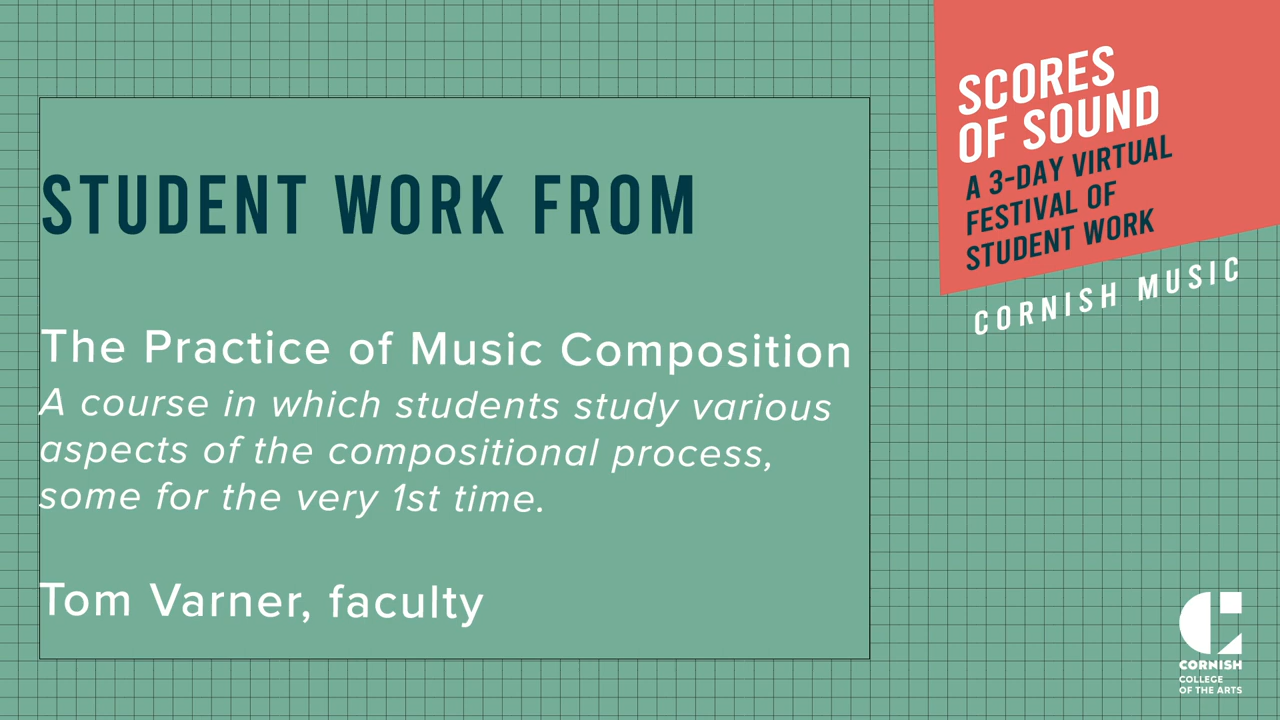 STUDENT WORK FROM
The Practice of Music Composition
A course in which students study various
aspects of the compositional process,
some for the very 1st time.
Tom Varner, faculty
SCORES
OF SOUND
A 3-DAY VIRTUAL
FESTIVAL OF
STUDENT WORK
CORNISH MUSIC
CORNISH
COLLEGE
OF THE ARTS